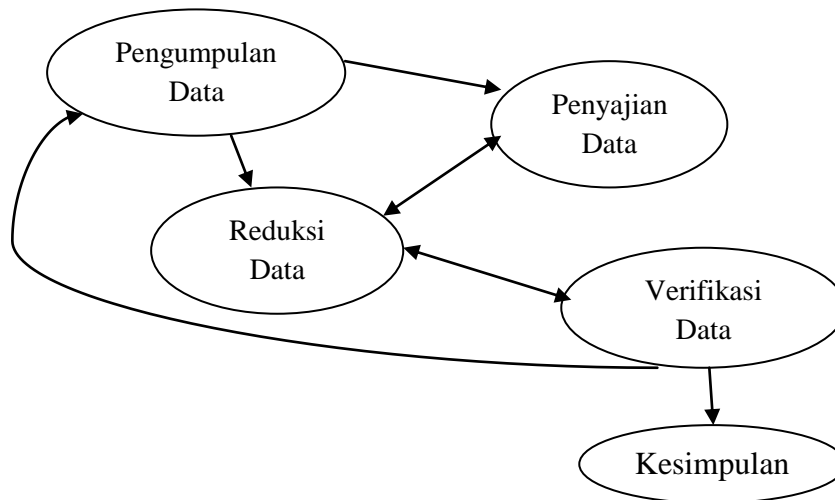 Pengumpulan
Data
Penyajian
Data
Reduksi
Data
Verifikasi
Data
Kesimpulan